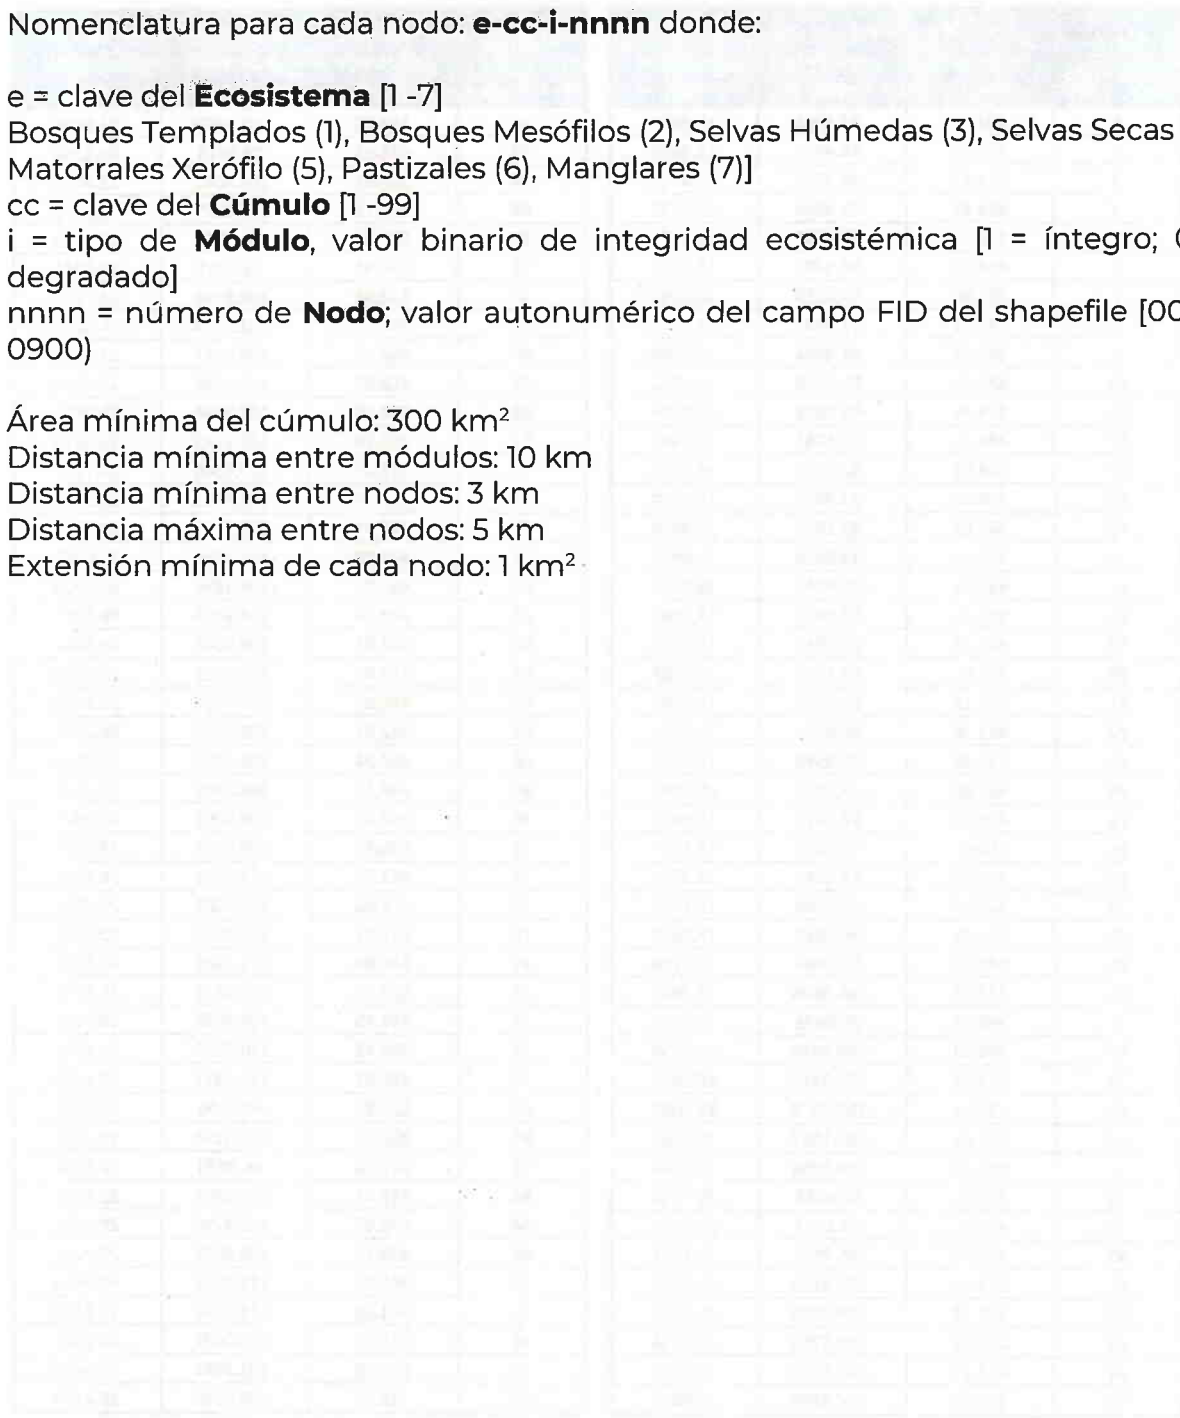 Nomenclatura para cada nodo: e-cc-i-nnnn donde:
e = clave del Ecosistema [1 -7]
Bosques Templados (1), Bosques Mesófilos (2), Selvas Húmedas (3), Selvas Secas
Matorrales Xerófilo (5), Pastizales (6), Manglares (7)]
cc = clave del Cúmulo [1 -99]
i = tipo de Módulo, valor binario de integridad ecosistémica [1 = íntegro;
degradado]
nnnn = número de Nodo; valor autonumérico del campo FID del shapefile
0900)
Área mínima del cúmulo: 300 km²
Distancia mínima entre módulos: 10 km
Distancia mínima entre nodos: 3 km
Distancia máxima entre nodos: 5 km
Extensión mínima de cada nodo: 1 km²